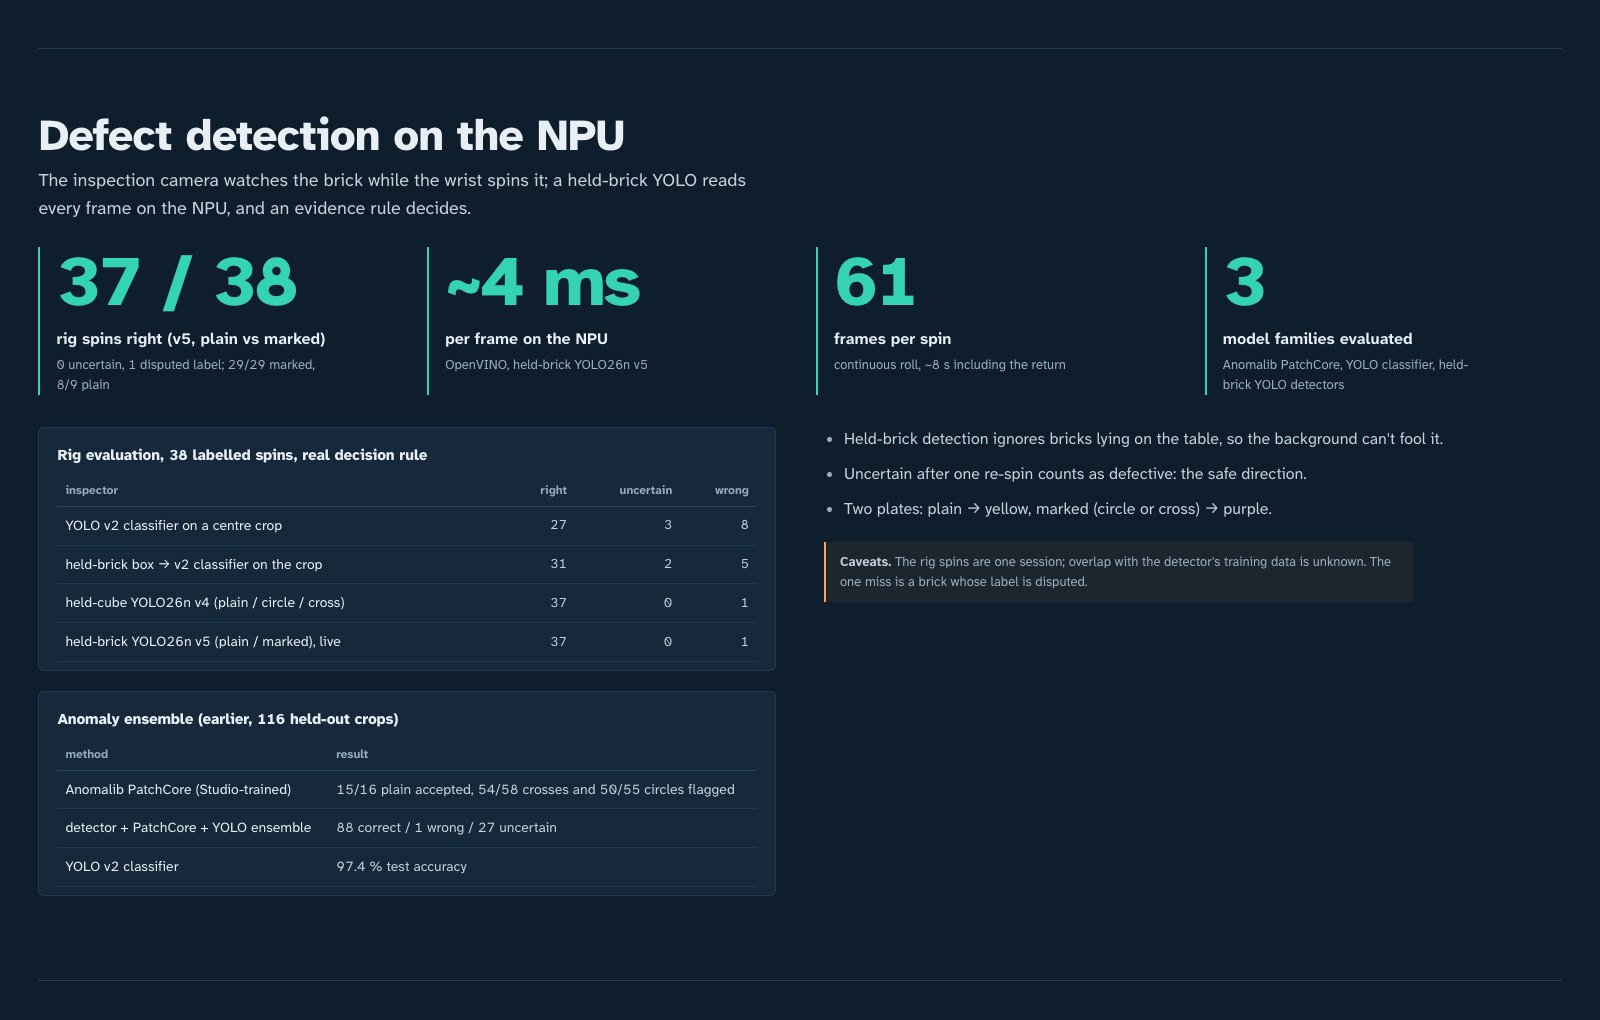 Defect detection on the NPU
The inspection camera watches the brick while the wrist spins it; a held-brick YOLO reads
every frame on the NPU, and an evidence rule decides.
37 / 38
rig spins right (v5, plain vs marked)
0 uncertain, 1 disputed label; 29/29 marked,
8/9 plain
~4 ms
per frame on the NPU
OpenVINO, held-brick YOLO26n v5
61
frames per spin
continuous roll, ~8 s including the return
3
model families evaluated
Anomalib PatchCore, YOLO classifier, held-
brick YOLO detectors
Rig evaluation, 38 labelled spins, real decision rule
inspector right uncertain wrong
YOLO v2 classifier on a centre crop 27 3 8
held-brick box → v2 classifier on the crop 31 2 5
held-cube YOLO26n v4 (plain / circle / cross) 37 0 1
held-brick YOLO26n v5 (plain / marked), live 37 0 1
Anomaly ensemble (earlier, 116 held-out crops)
method result
Anomalib PatchCore (Studio-trained) 15/16 plain accepted, 54/58 crosses and 50/55 circles flagged
detector + PatchCore + YOLO ensemble 88 correct / 1 wrong / 27 uncertain
YOLO v2 classifier 97.4 % test accuracy
• Held-brick detection ignores bricks lying on the table, so the background can't fool it.
• Uncertain after one re-spin counts as defective: the safe direction.
• Two plates: plain → yellow, marked (circle or cross) → purple.
Caveats. The rig spins are one session; overlap with the detector's training data is unknown. The
one miss is a brick whose label is disputed.